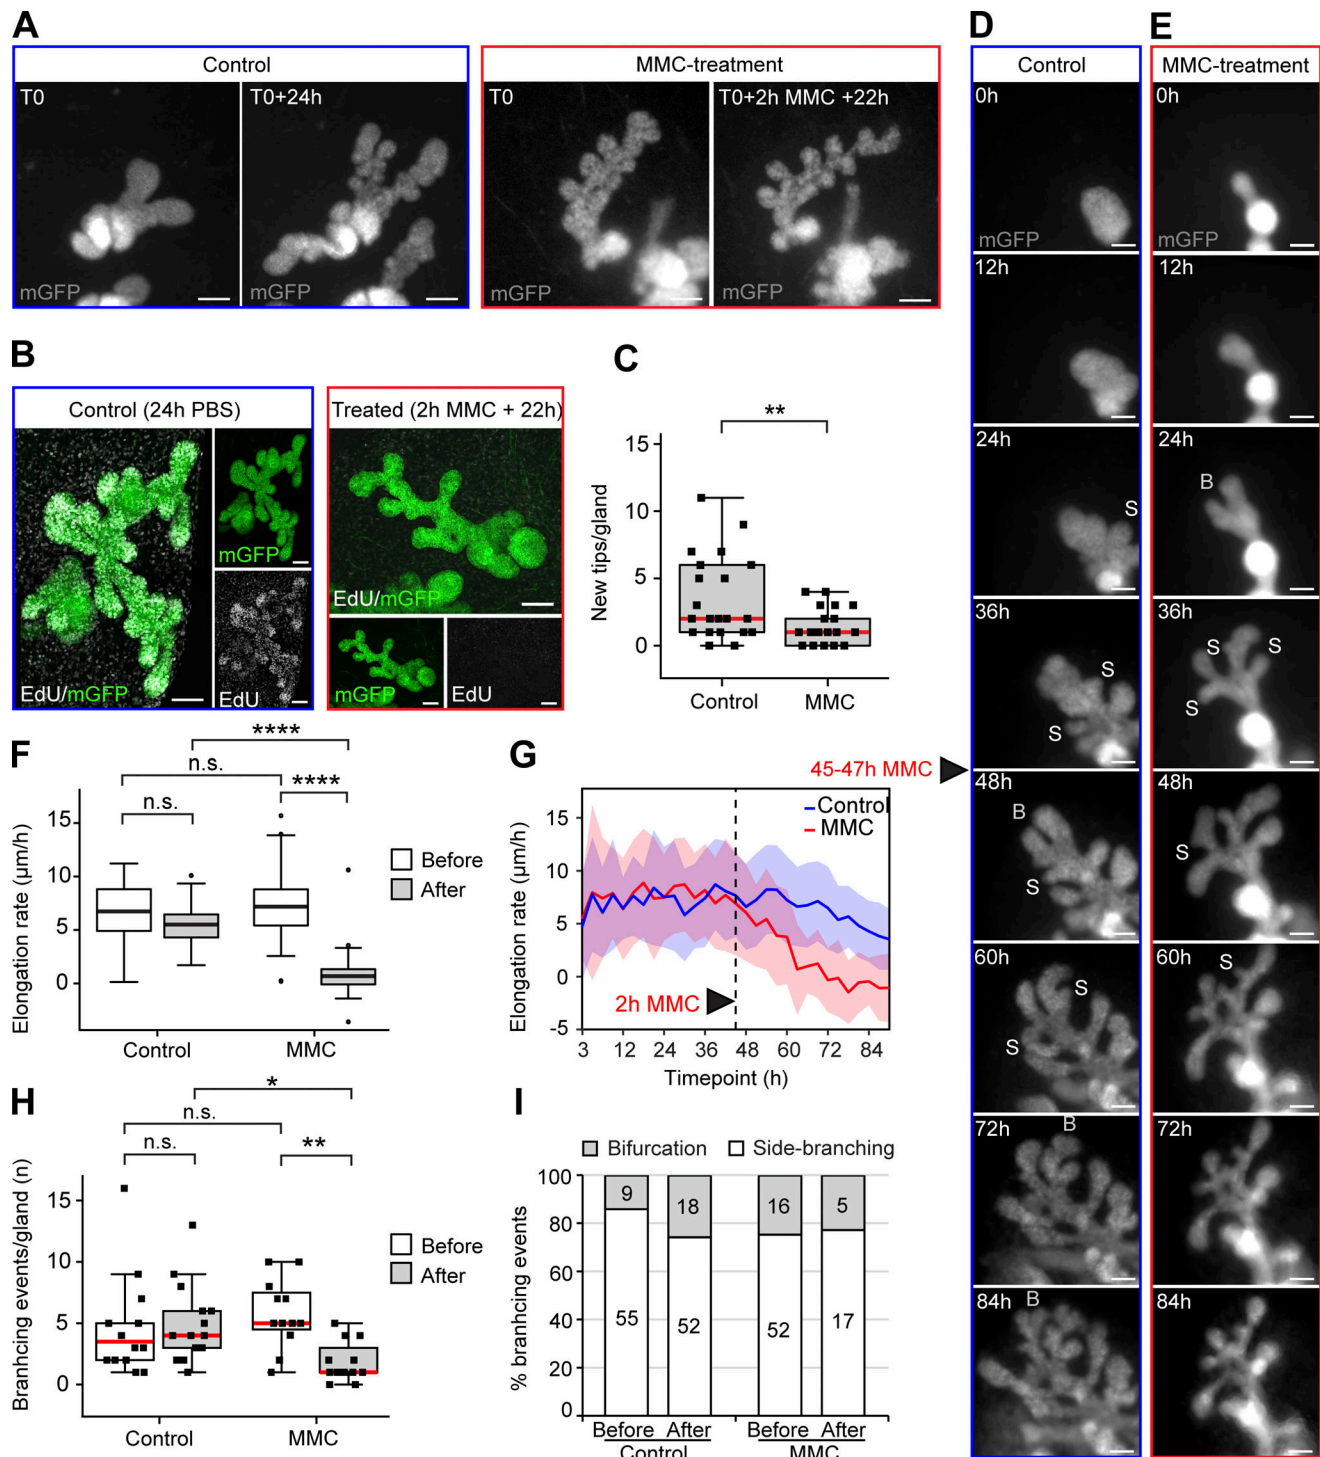 A
Control
MMC-treatment
T0
T0+24h
T0
T0+2h MMC +22h
mGFP
mGFP
mGFP
mGFP
B
Control (24h PBS)
Treated (2h MMC + 22h)
EdU/mGFP
mGFP
EdU
EdU/mGFP
mGFP
EdU
C
**
New tips/gland
15
10
5
0
Control
MMC
D
Control
0h
mGFP
12h
24h
S
36h
S
S
48h
B
S
60h
S
S
72h
B
84h
B
E
MMC-treatment
0h
mGFP
12h
24h
B
36h
S
S
S
48h
S
60h
S
72h
84h
45-47h MMC
F
****
n.s.
n.s.
****
Elongation rate (µm/h)
15
10
5
0
Before
After
Control
MMC
G
Control
MMC
Elongation rate (µm/h)
15
10
5
0
-5
2h MMC
3
12
24
36
48
60
72
84
Timepoint (h)
H
*
n.s.
n.s.
**
Branhcing events/gland (n)
15
10
5
0
Before
After
Control
MMC
I
Bifurcation
Side-branching
% branhcing events
100
80
60
40
20
0
9
18
16
5
55
52
52
17
Before
After
Before
After
Control
MMC